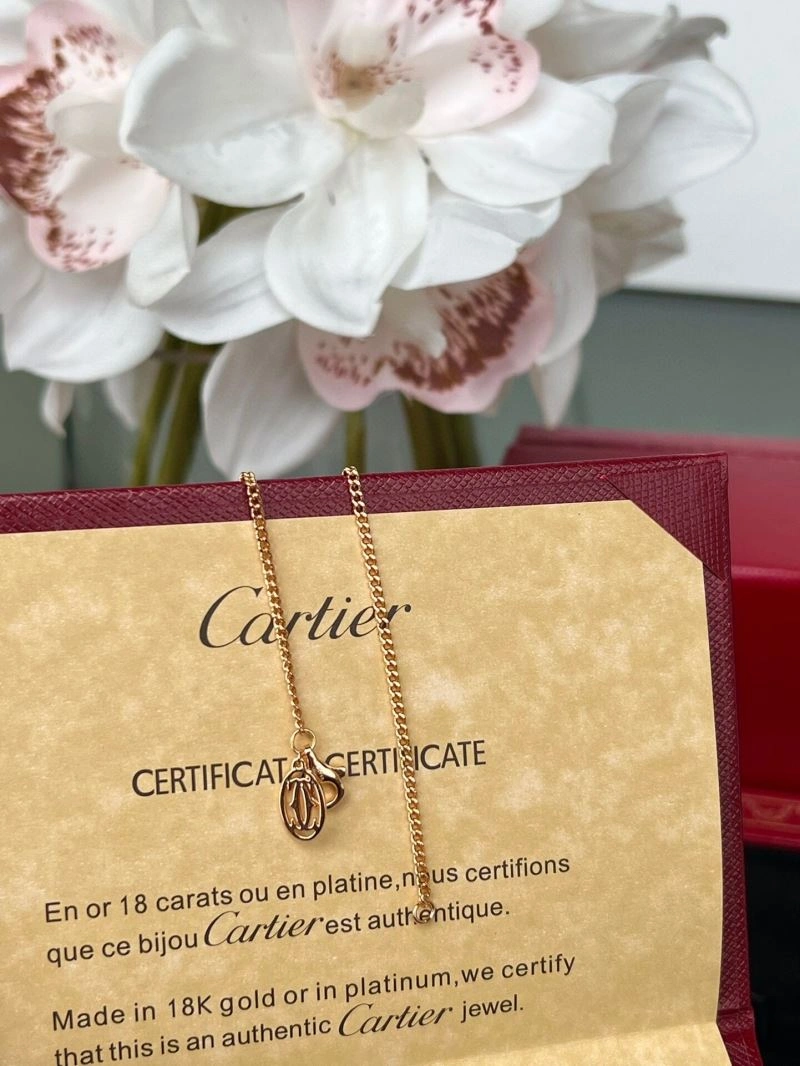 Cartier
CERTIFICAT CERTIFICATE
En or 18 carats ou en platine,nous certifions
que ce bijou Cartier est authentique.
Made in 18K gold or in platinum,we certify
that this is an authentic Cartier jewel.